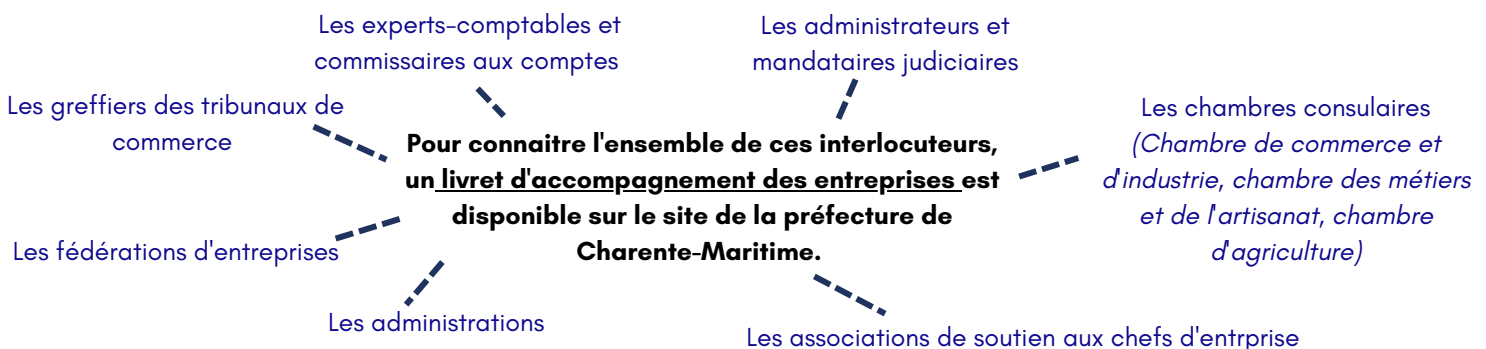 Les experts-comptables et
commissaires aux comptes
Les administrateurs et
mandataires judiciaires
Les greffiers des tribunaux de
commerce
Les chambres consulaires
(Chambre de commerce et
d'industrie, chambre des métiers
et de l'artisanat, chambre
d'agriculture)
Pour connaitre l'ensemble de ces interlocuteurs,
un livret d'accompagnement des entreprises est
disponible sur le site de la préfecture de
Charente-Maritime.
Les fédérations d'entreprises
Les administrations
Les associations de soutien aux chefs d'entrprise